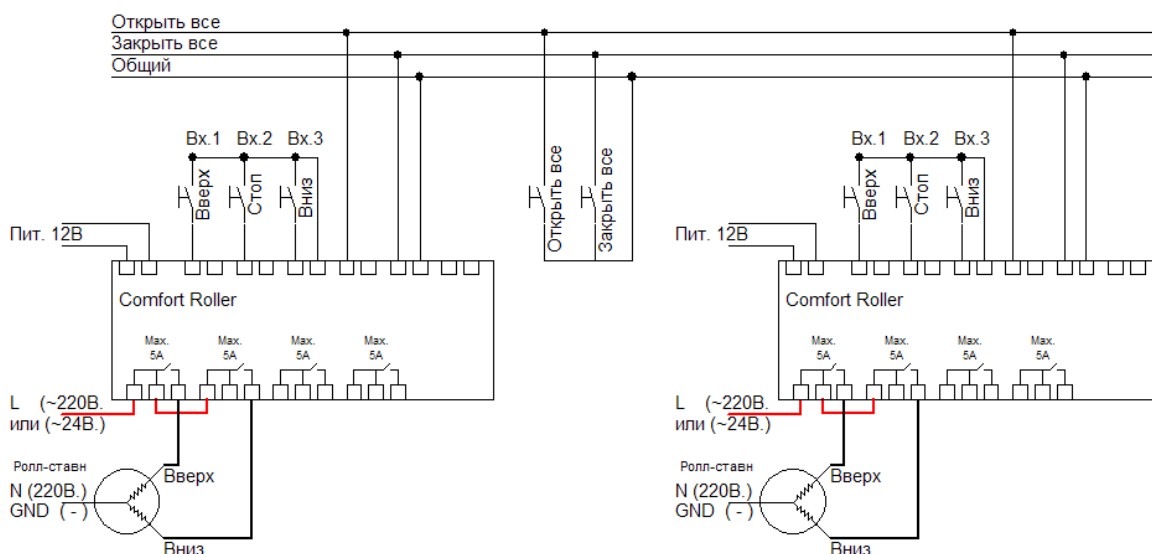 Открыть все
Закрыть все
Общий
Вх.1 Вх.2 Вх.3
Вверх
Стоп
Вниз
Открыть все
Закрыть все
Вх.1 Вх.2 Вх.3
Вверх
Стоп
Вниз
Пит. 12В
Пит. 12В
Comfort Roller
Comfort Roller
Max. 5A
Max. 5A
Max. 5A
Max. 5A
Max. 5A
Max. 5A
Max. 5A
Max. 5A
L (~220В.
или (~24В.)
L (~220В.
или (~24В.)
Ролл-ставн
N (220В.)
GND ( - )
Вверх
Вниз
Ролл-ставн
N (220В.)
GND ( - )
Вверх
Вниз